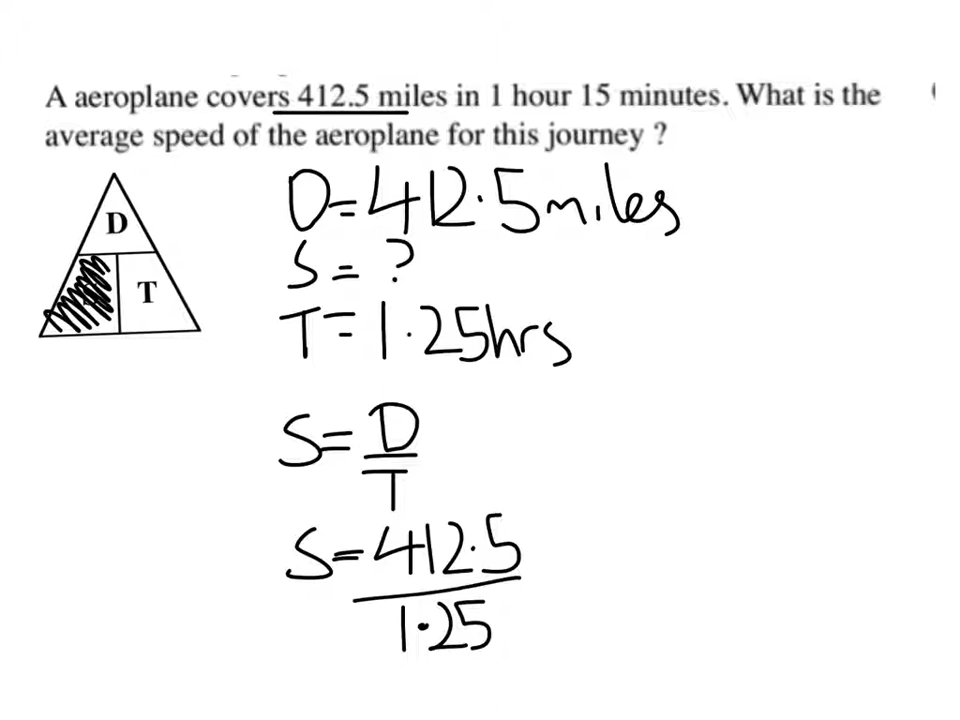 A aeroplane covers 412.5 miles in 1 hour 15 minutes. What is the
average speed of the aeroplane for this journey ?
D
T
D=412.5miles
S = ?
T=1.25hrs
S=D
T
S=412.5
1.25